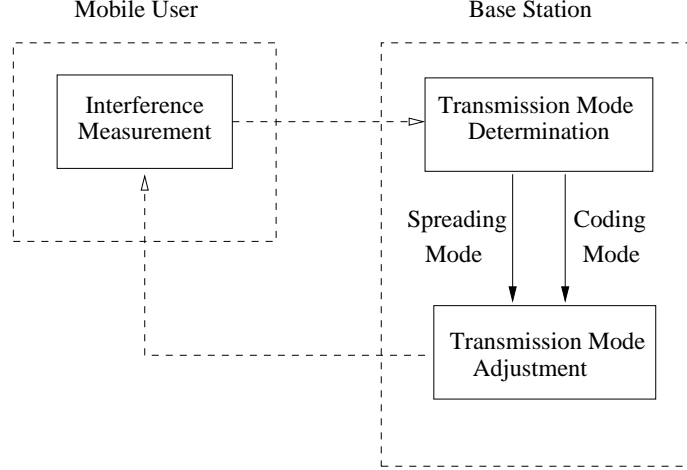 Mobile User
Base Station
Interference
Measurement
Transmission Mode
Determination
Spreading
Mode
Coding
Mode
Transmission Mode
Adjustment